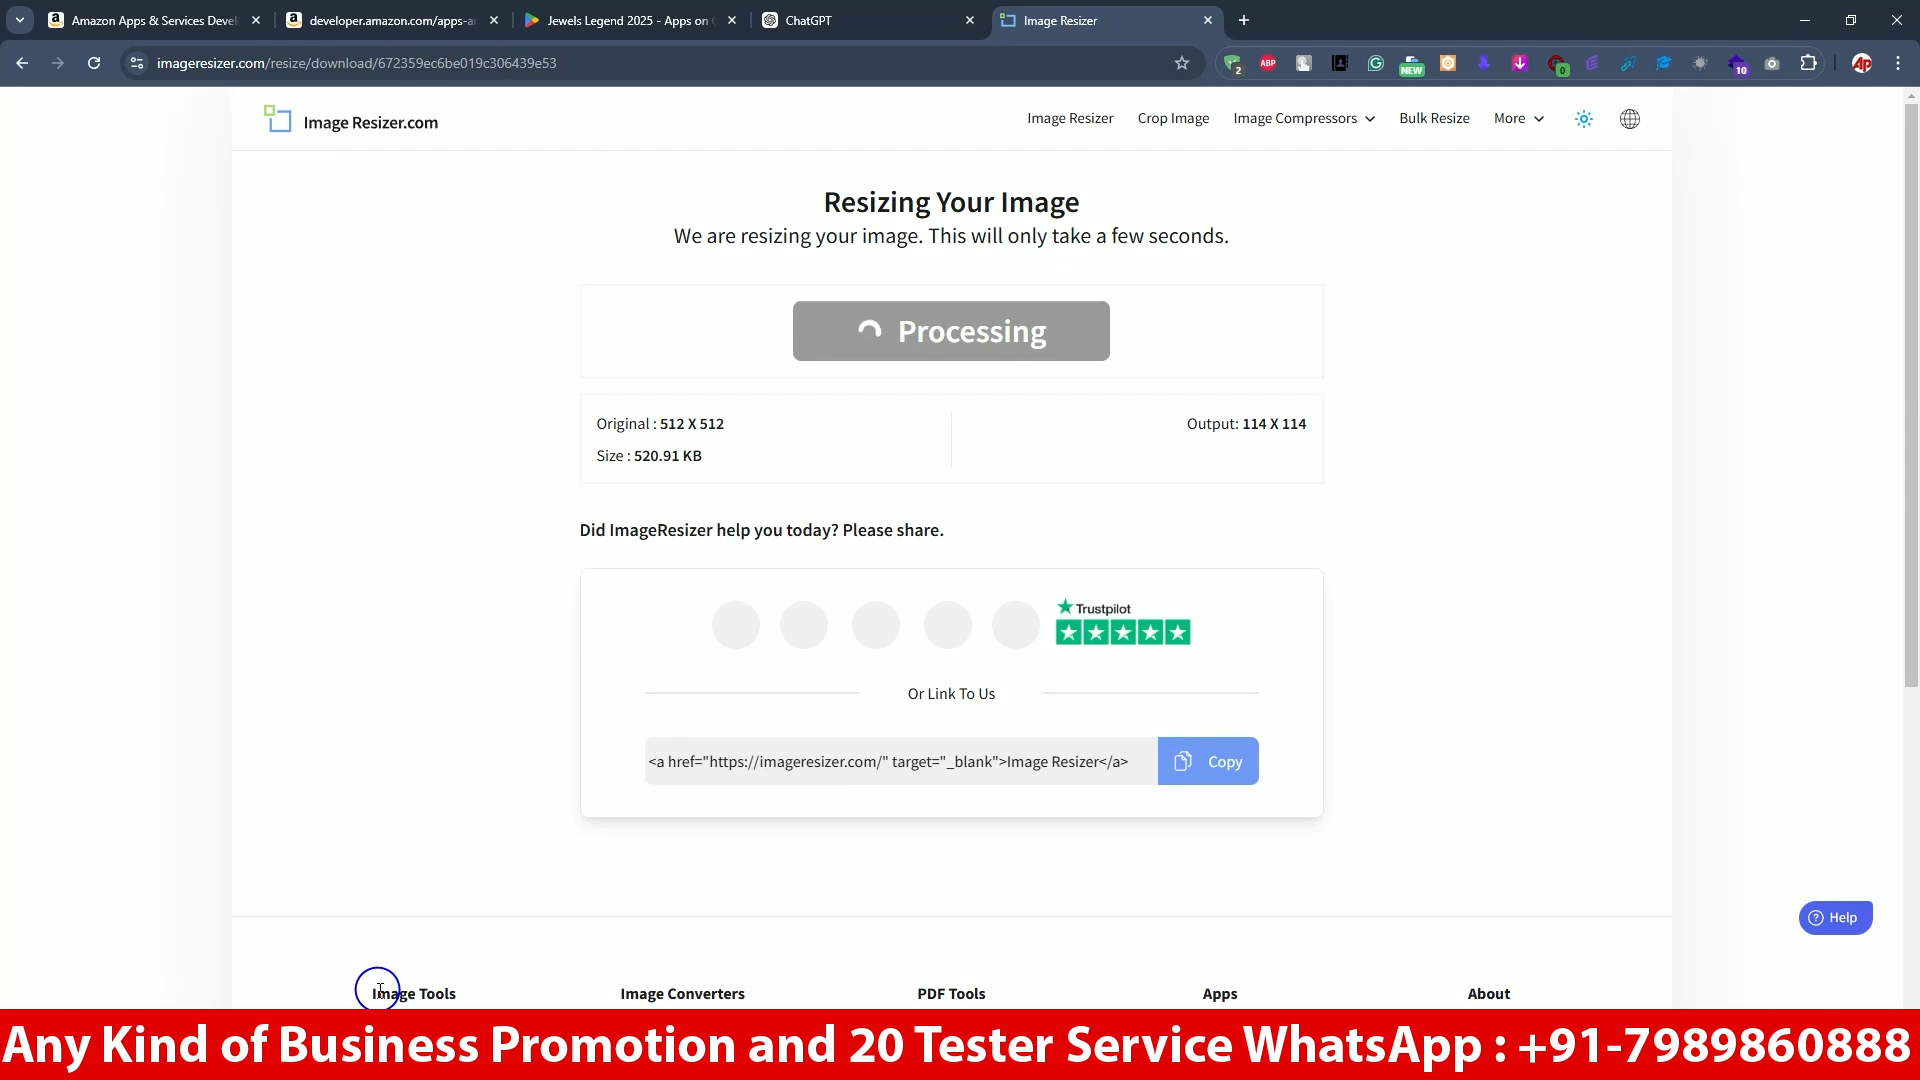 Amazon Apps & Services Devel
developer.amazon.com/apps-a
Jewels Legend 2025 - Apps on
ChatGPT
Image Resizer
imageresizer.com/resize/download/672359ec6be019c306439e53
2
ABP
NEW
0
10
Image Resizer.com
Image Resizer
Crop Image
Image Compressors
Bulk Resize
More
Resizing Your Image
We are resizing your image. This will only take a few seconds.
Processing
Original : 512 X 512
Output: 114 X 114
Size : 520.91 KB
Did ImageResizer help you today? Please share.
Trustpilot
Or Link To Us
<a href="https://imageresizer.com/" target="_blank">Image Resizer</a>
Copy
Help
Image Tools
Image Converters
PDF Tools
Apps
About
Any Kind of Business Promotion and 20 Tester Service WhatsApp : +91-7989860888